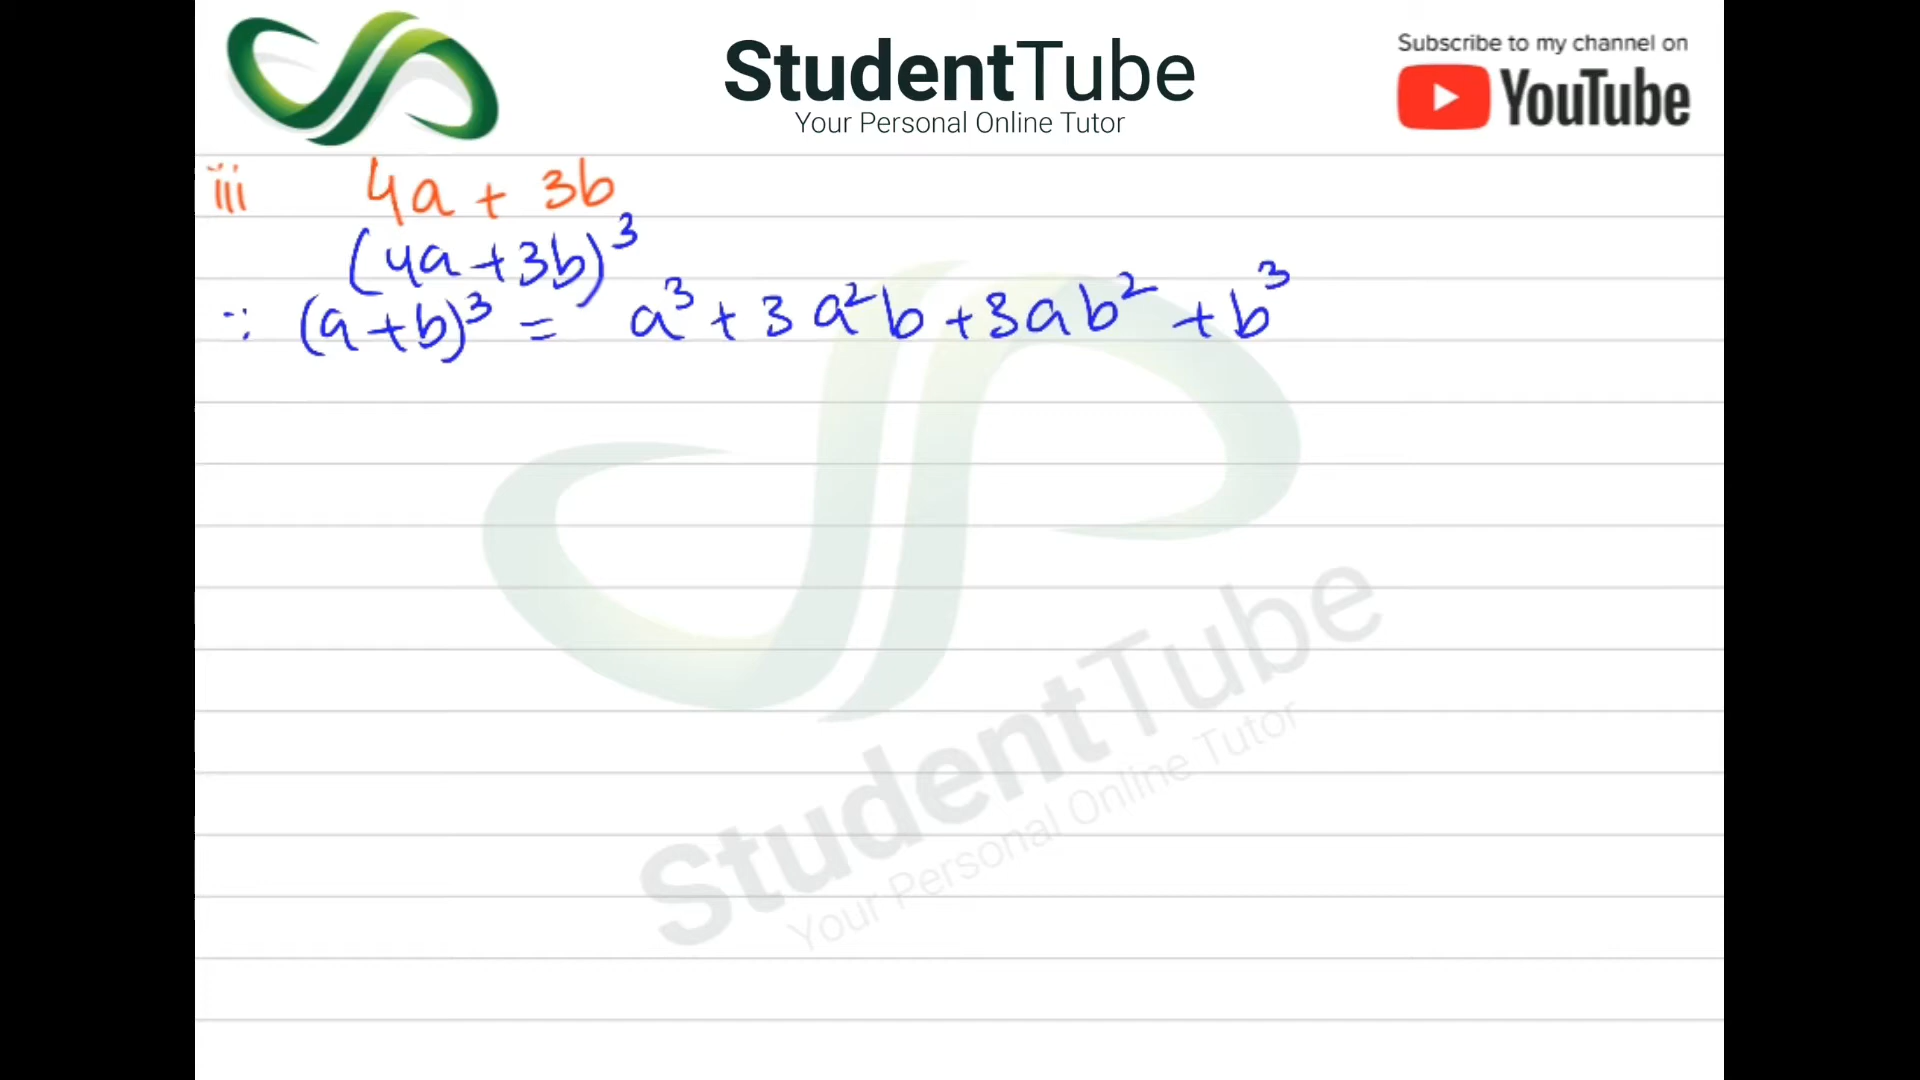 StudentTube
Your Personal Online Tutor
Subscribe to my channel on
YouTube
iii 4a + 3b
(4a+3b)³
∵ (a+b)³ = a³ + 3a²b + 3ab² + b³
StudentTube
Your Personal Online Tutor